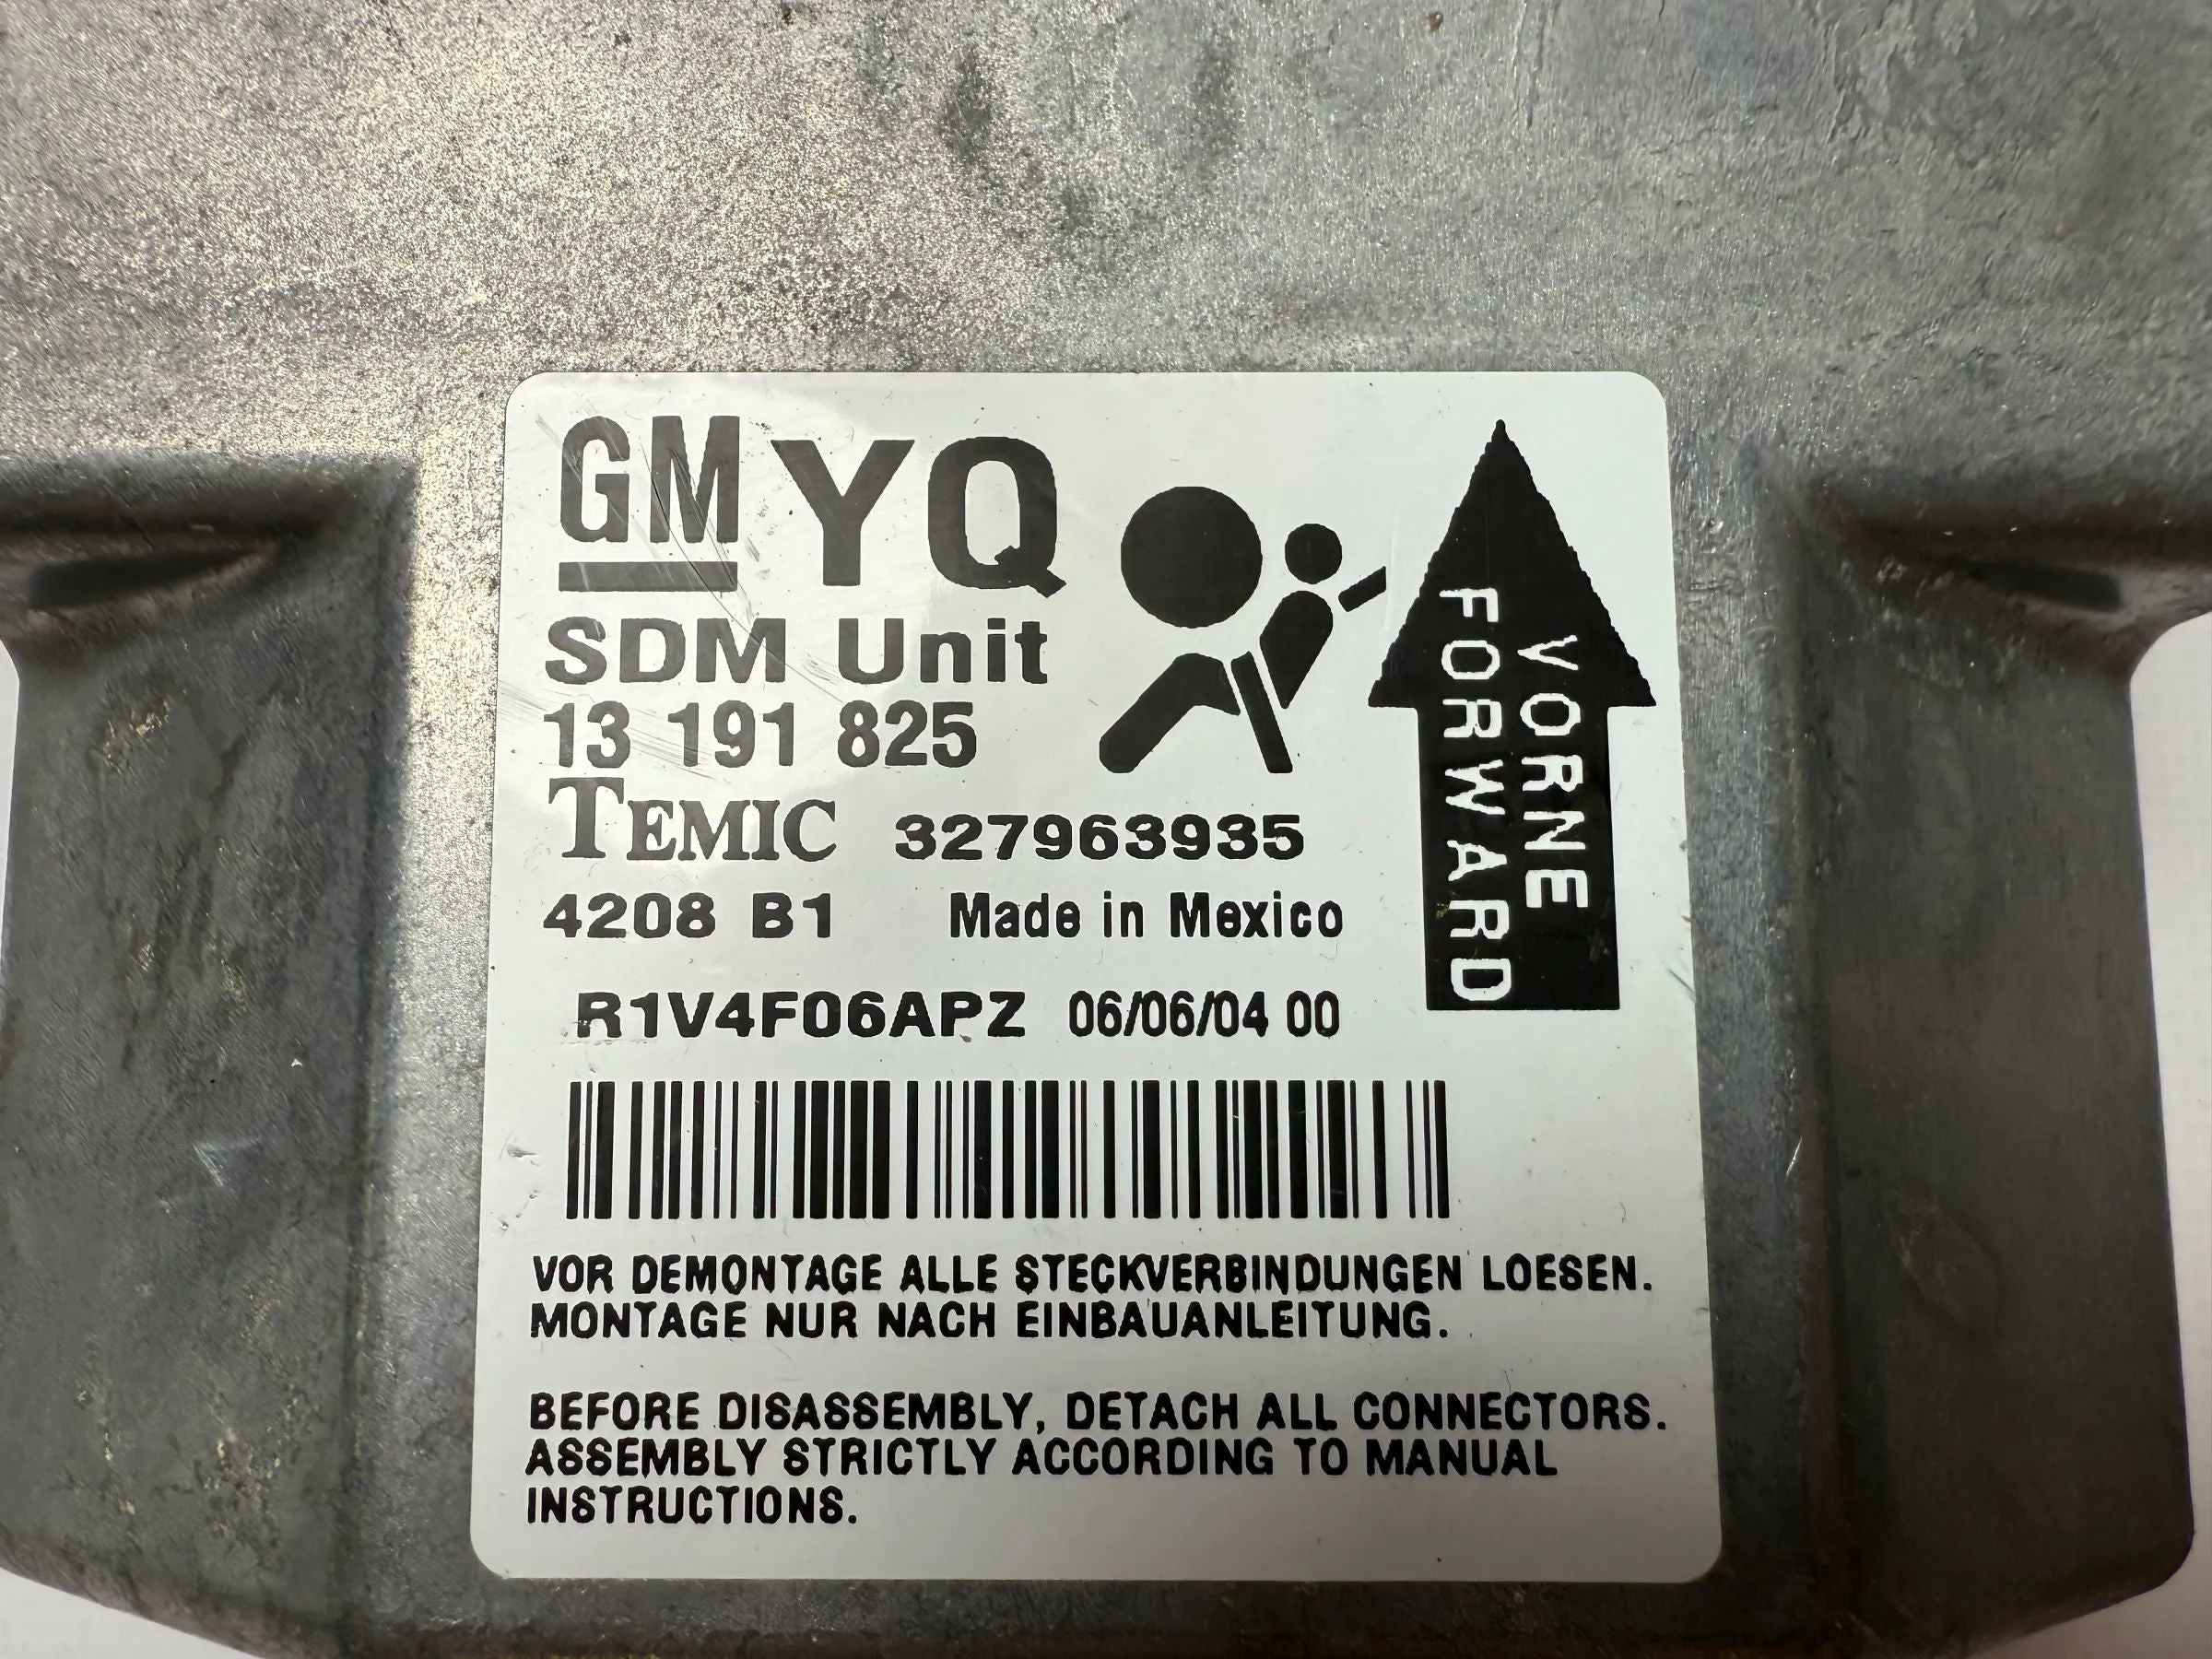 GM YQ
SDM Unit
13 191 825
TEMIC 327963935
4208 B1 Made in Mexico
R1V4F06APZ 06/06/04 00
VORNE
FORWARD
VOR DEMONTAGE ALLE STECKVERBINDUNGEN LOESEN.
MONTAGE NUR NACH EINBAUANLEITUNG.
BEFORE DISASSEMBLY, DETACH ALL CONNECTORS.
ASSEMBLY STRICTLY ACCORDING TO MANUAL
INSTRUCTIONS.